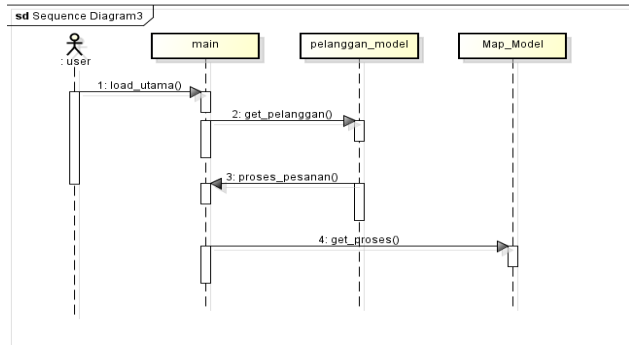 sd Sequence Diagram3
: user
main
pelanggan_model
Map_Model
1: load_utama()
2: get_pelanggan()
3: proses_pesanan()
4: get_proses()